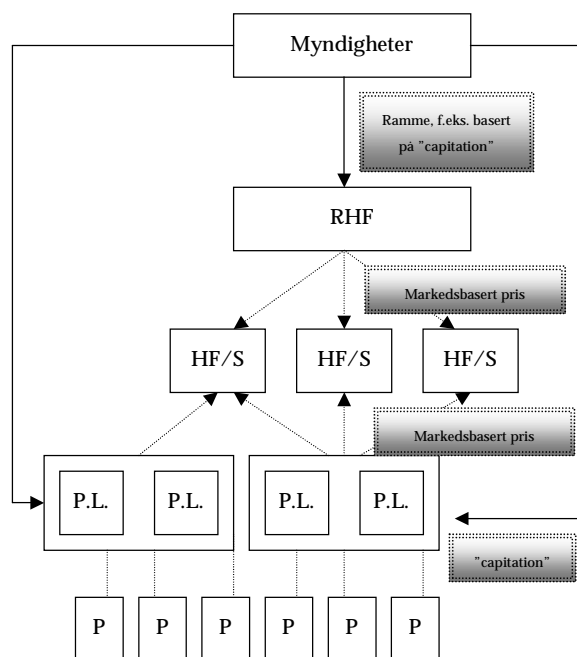 Myndigheter
Ramme, f.eks. basert
på "capitation"
RHF
Markedsbasert pris
HF/S HF/S HF/S
Markedsbasert pris
P.L. P.L. P.L. P.L.
"capitation"
P P P P P P